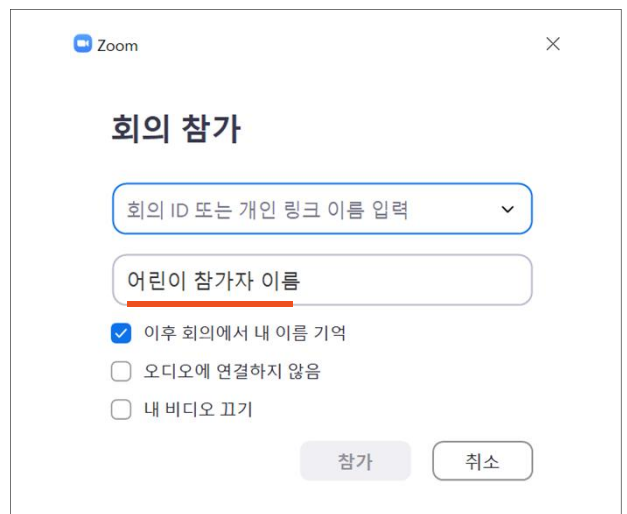 Zoom
회의 참가
회의 ID 또는 개인 링크 이름 입력
어린이 참가자 이름
이후 회의에서 내 이름 기억
오디오에 연결하지 않음
내 비디오 끄기
참가 취소